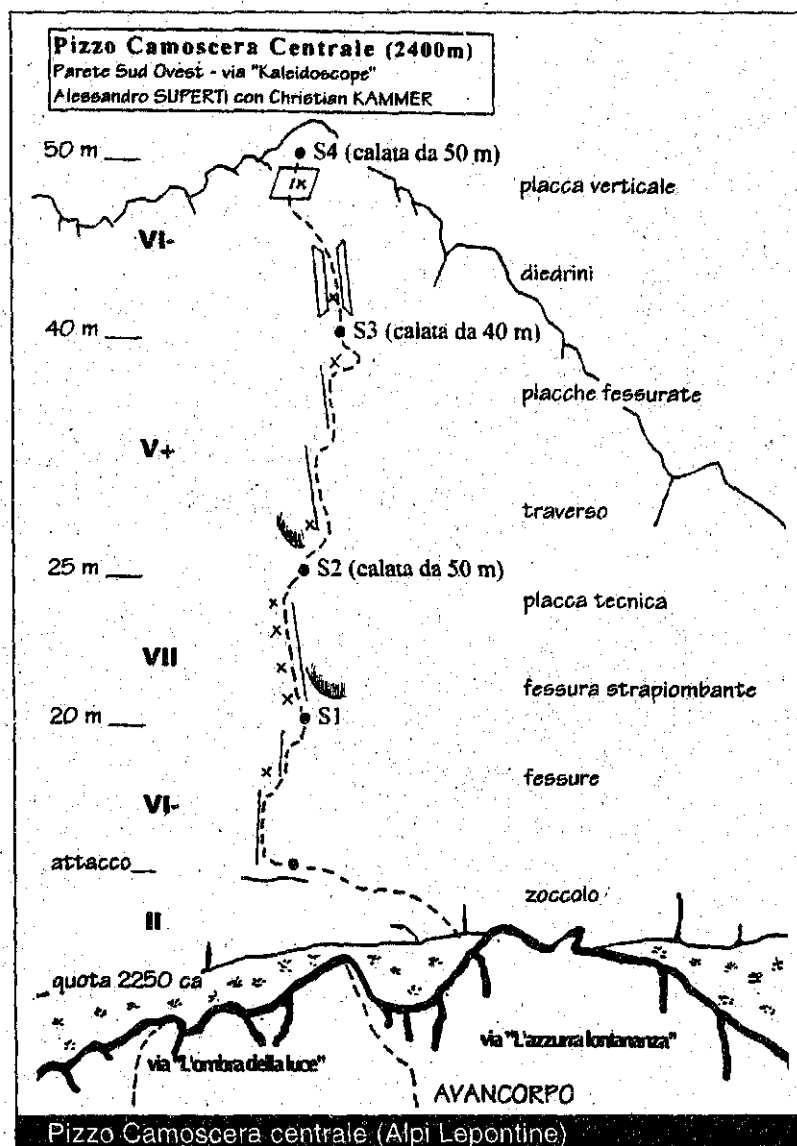 Pizzo Camoscera Centrale (2400m)
Parete Sud Ovest - via "Kaleidoscope"
Alessandro SUPERTI con Christian KAMMER
50 m
S4 (calata da 50 m)
1x
placca verticale
VI-
diedrini
40 m
S3 (calata da 40 m)
placche fessurate
V+
traverso
25 m
S2 (calata da 50 m)
placca tecnica
VII
fessura strapiombante
20 m
S1
fessure
VI-
attacco
zoccolo
II
quota 2250 ca
via "L'ombra della luce"
via "L'azzurra lontananza"
AVANCORPO
Pizzo Camoscera centrale (Alpi Lepontine)